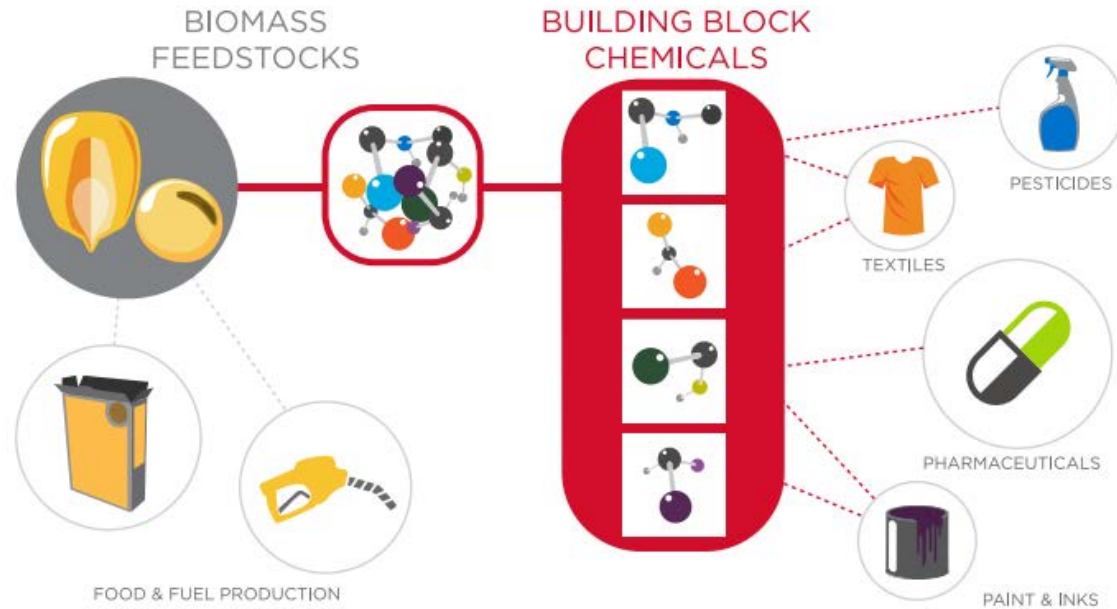 BIOMASS
FEEDSTOCKS
BUILDING BLOCK
CHEMICALS
PESTICIDES
TEXTILES
PHARMACEUTICALS
FOOD & FUEL PRODUCTION
PAINT & INKS